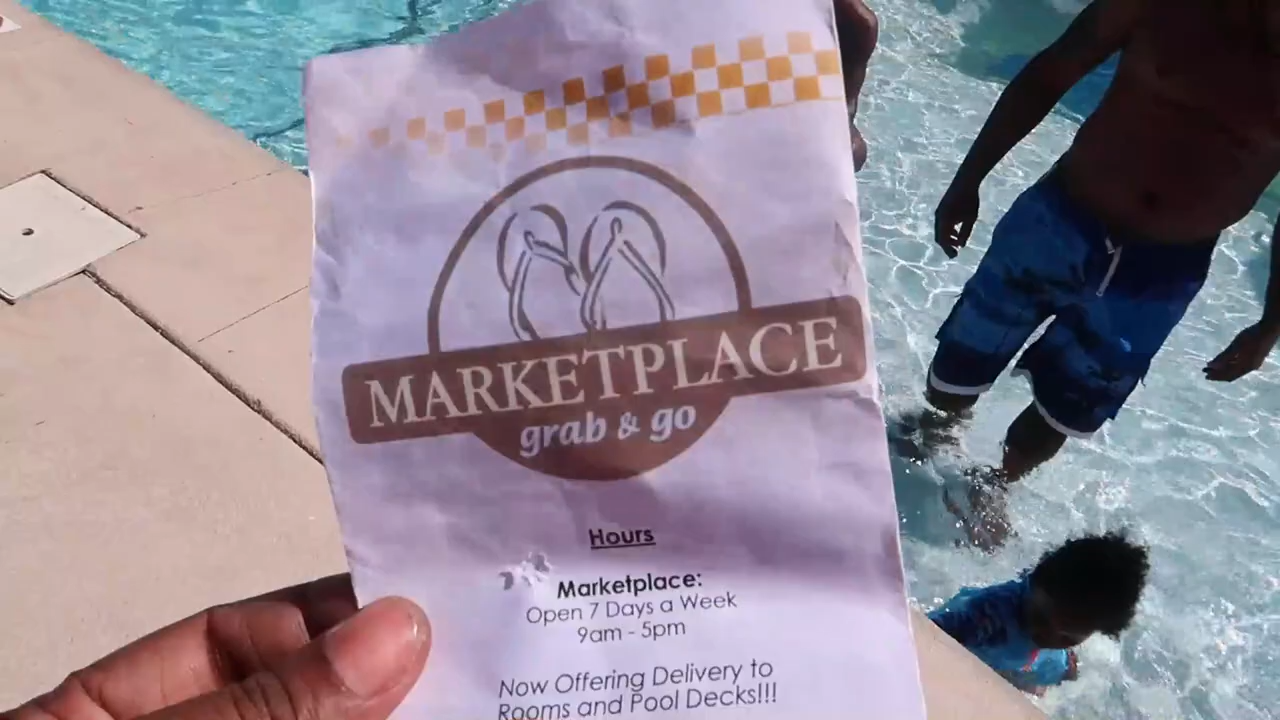 MARKETPLACE
grab & go
Hours
Marketplace:
Open 7 Days a Week
9am - 5pm
Now Offering Delivery to
Rooms and Pool Decks!!!